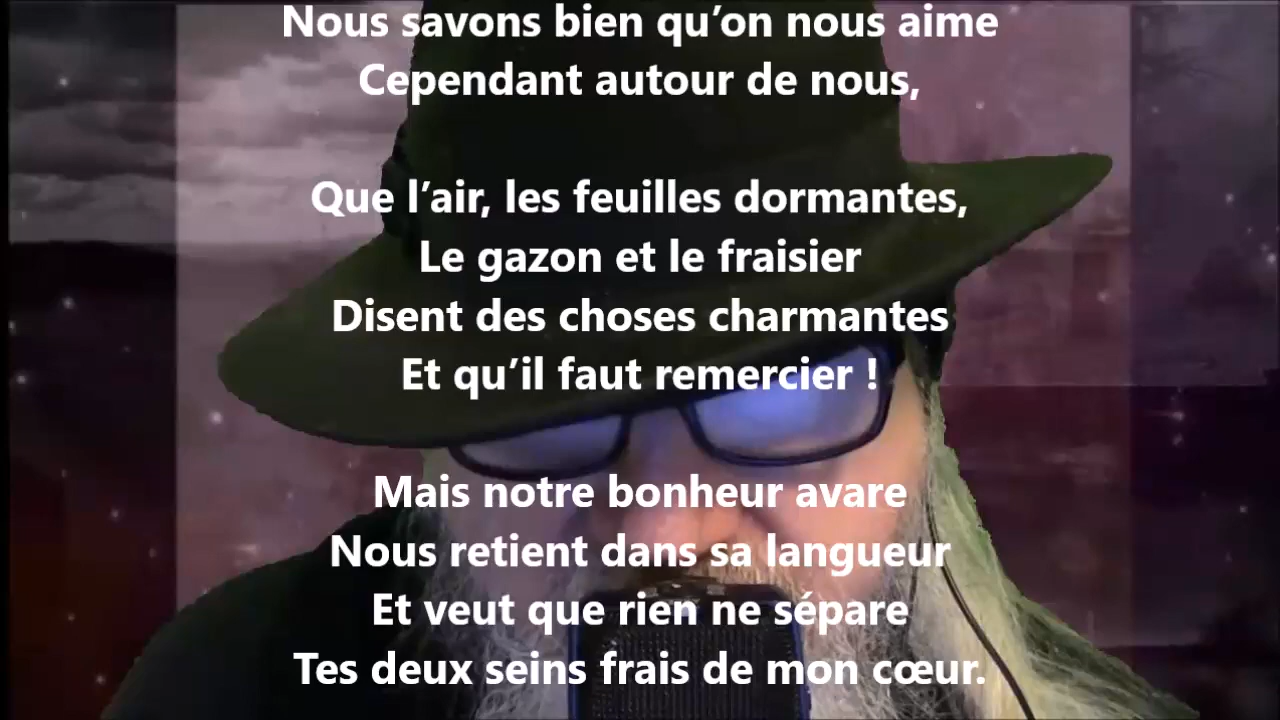 Nous savons bien qu’on nous aime
Cependant autour de nous,
Que l’air, les feuilles dormantes,
Le gazon et le fraisier
Disent des choses charmantes
Et qu’il faut remercier !
Mais notre bonheur avare
Nous retient dans sa langueur
Et veut que rien ne sépare
Tes deux seins frais de mon cœur.